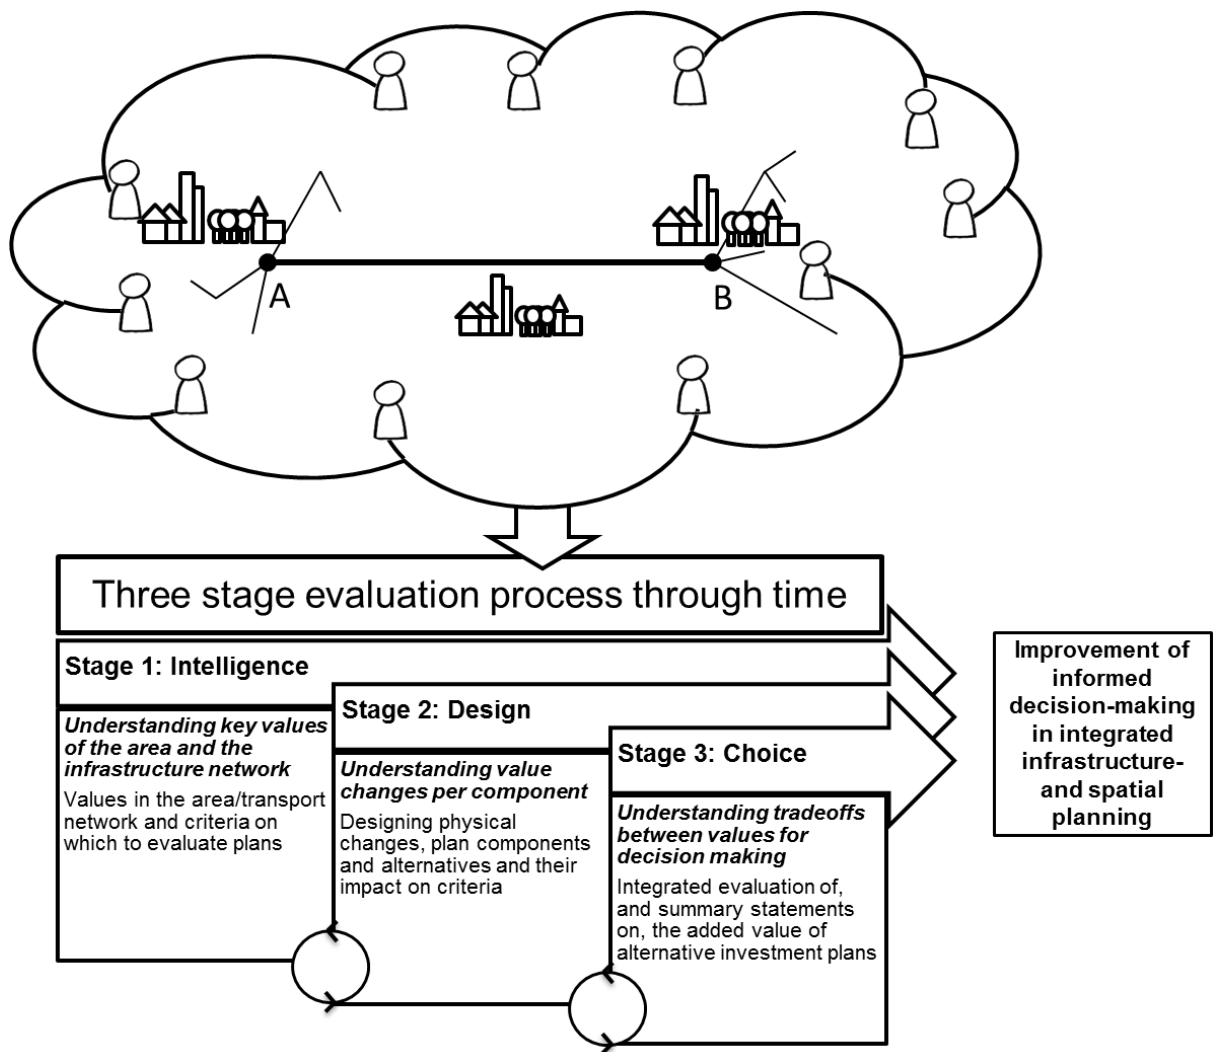 A
B
Three stage evaluation process through time
Stage 1: Intelligence
Understanding key values
of the area and the
infrastructure network
Values in the area/transport
network and criteria on
which to evaluate plans
Stage 2: Design
Understanding value
changes per component
Designing physical
changes, plan components
and alternatives and their
impact on criteria
Stage 3: Choice
Understanding tradeoffs
between values for
decision making
Integrated evaluation of,
and summary statements
on, the added value of
alternative investment plans
Improvement of
informed
decision-making
in integrated
infrastructure-
and spatial
planning